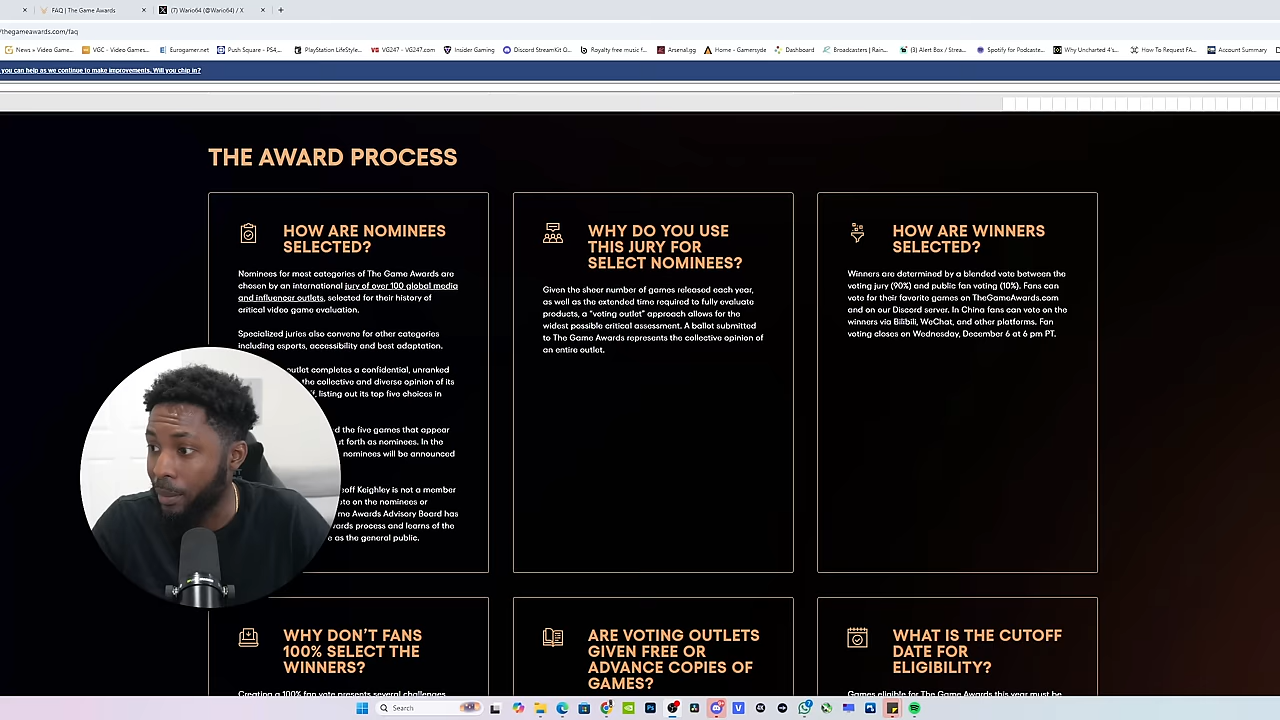 FAQ | The Game Awards
(7) Wario64 (@Wario64) / X
/thegameawards.com/faq
News » Video Game...
VGC - Video Games...
Eurogamer.net
Push Square - PS4,...
PlayStation LifeStyle...
VG247 - VG247.com
Insider Gaming
Discord StreamKit O...
Royalty free music f...
Arsenal.gg
Home - Gamersyde
Dashboard
Broadcasters | Rain...
(3) Alert Box / Strea...
Spotify for Podcaste...
Why Uncharted 4's...
How To Request FA...
Account Summary
you can help as we continue to make improvements. Will you chip in?
THE AWARD PROCESS
HOW ARE NOMINEES
SELECTED?
Nominees for most categories of The Game Awards are
chosen by an international jury of over 100 global media
and influencer outlets, selected for their history of
critical video game evaluation.
Specialized juries also convene for other categories
including esports, accessibility and best adaptation.
outlet completes a confidential, unranked
the collective and diverse opinion of its
f, listing out its top five choices in
d the five games that appear
ut forth as nominees. In the
nominees will be announced
eoff Keighley is not a member
ote on the nominees or
me Awards Advisory Board has
wards process and learns of the
e as the general public.
WHY DO YOU USE
THIS JURY FOR
SELECT NOMINEES?
Given the sheer number of games released each year,
as well as the extended time required to fully evaluate
products, a "voting outlet" approach allows for the
widest possible critical assessment. A ballot submitted
to The Game Awards represents the collective opinion of
an entire outlet.
HOW ARE WINNERS
SELECTED?
Winners are determined by a blended vote between the
voting jury (90%) and public fan voting (10%). Fans can
vote for their favorite games on TheGameAwards.com
and on our Discord server. In China fans can vote on the
winners via Bilibili, WeChat, and other platforms. Fan
voting closes on Wednesday, December 6 at 6 pm PT.
WHY DON'T FANS
100% SELECT THE
WINNERS?
Creating a 100% fan vote presents several challenges
ARE VOTING OUTLETS
GIVEN FREE OR
ADVANCE COPIES OF
GAMES?
WHAT IS THE CUTOFF
DATE FOR
ELIGIBILITY?
Games eligible for The Game Awards this year must be
Search